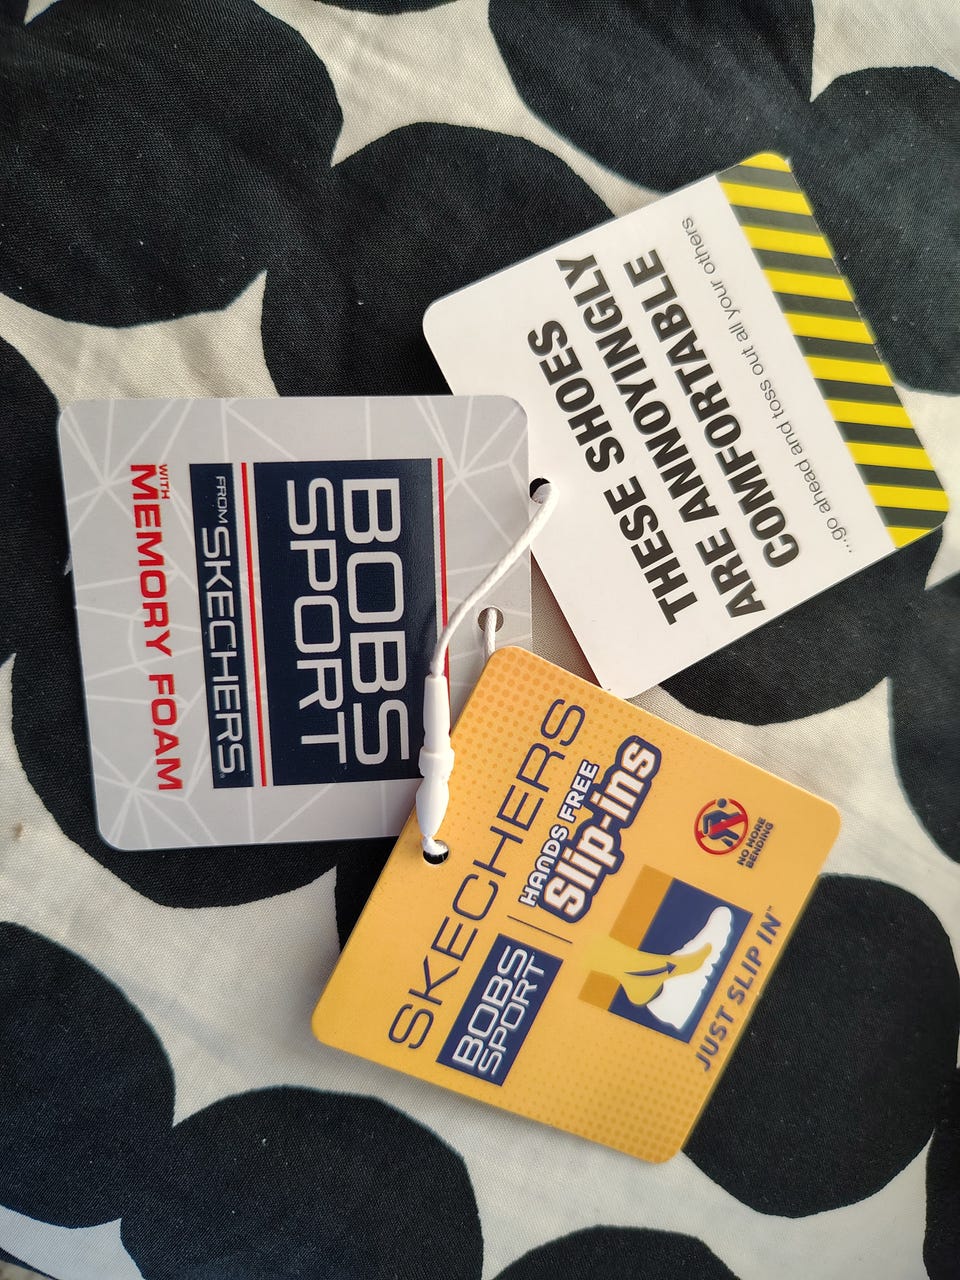 THESE SHOES
ARE ANNOYINGLY
COMFORTABLE
...go ahead and toss out all your others
BOBS
SPORT
FROM SKECHERS®
WITH
MEMORY FOAM
SKECHERS
BOBS
SPORT
HANDS FREE
Slip-ins
NO MORE
BENDING
JUST SLIP IN™